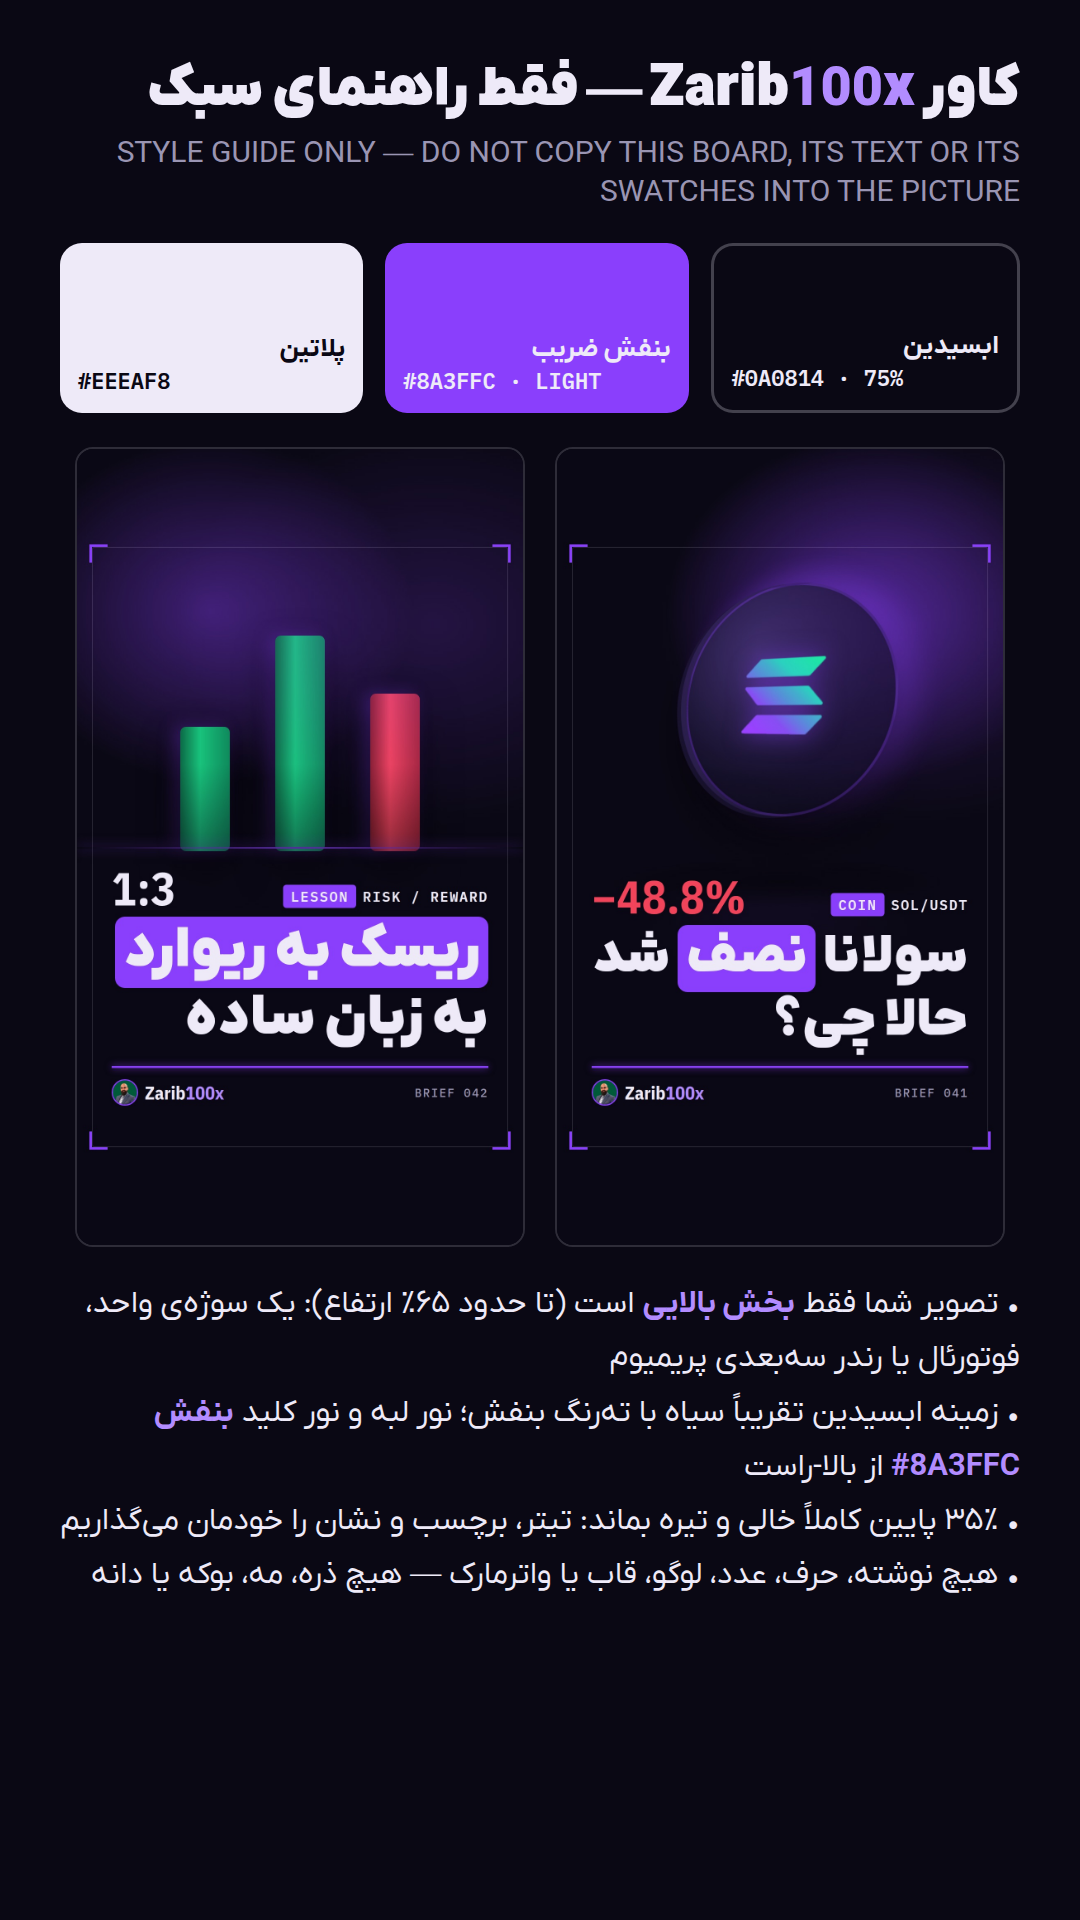 کاور Zarib100x — فقط راهنمای سبک
STYLE GUIDE ONLY — DO NOT COPY THIS BOARD, ITS TEXT OR ITS
SWATCHES INTO THE PICTURE
ابسیدین
#0A0814 · 75%
بنفش ضریب
#8A3FFC · LIGHT
پلاتین
#EEEAF8
−48.8%
COIN SOL/USDT
سولانا نصف شد
حالا چی؟
Zarib100x
BRIEF 041
1:3
LESSON RISK / REWARD
ریسک به ریوارد
به زبان ساده
Zarib100x
BRIEF 042
• تصویر شما فقط بخش بالایی است (تا حدود ۶۵٪ ارتفاع): یک سوژه‌ی واحد،
فوتورئال یا رندر سه‌بعدی پریمیوم
• زمینه ابسیدین تقریباً سیاه با ته‌رنگ بنفش؛ نور لبه و نور کلید بنفش
#8A3FFC از بالا-راست
• ۳۵٪ پایین کاملاً خالی و تیره بماند: تیتر، برچسب و نشان را خودمان می‌گذاریم
• هیچ نوشته، حرف، عدد، لوگو، قاب یا واترمارک — هیچ ذره، مه، بوکه یا دانه